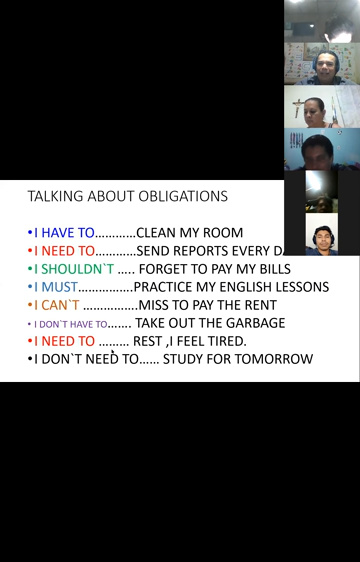 TALKING ABOUT OBLIGATIONS
•I HAVE TO............CLEAN MY ROOM
•I NEED TO............SEND REPORTS EVERY
•I SHOULDN`T ..... FORGET TO PAY MY BILLS
•I MUST................PRACTICE MY ENGLISH LESSONS
•I CAN`T ................MISS TO PAY THE RENT
•I DON`T HAVE TO....... TAKE OUT THE GARBAGE
•I NEED TO ......... REST ,I FEEL TIRED.
•I DON`T NEED TO...... STUDY FOR TOMORROW